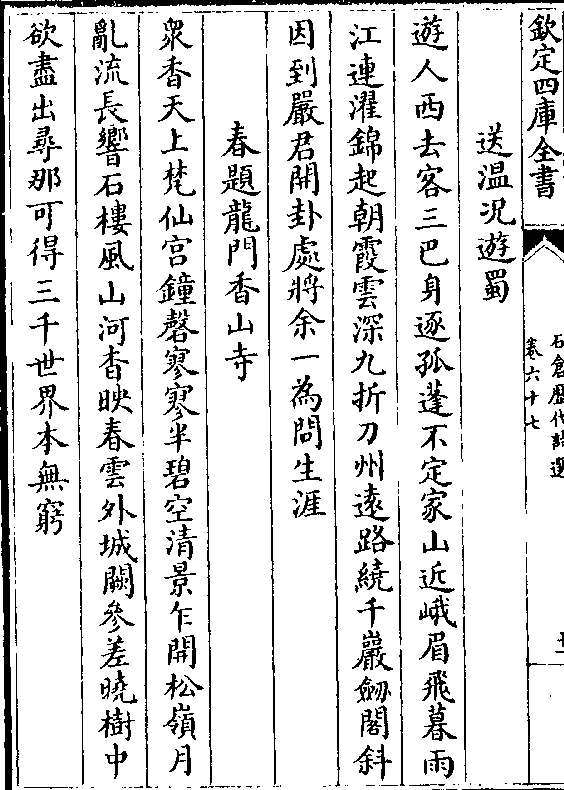 欽定四庫全書
石倉歷代詩選
卷六十七
送温况遊蜀
遊人西去客三巴身逐孤蓬不定家山近峨眉飛暮雨
江連濯錦起朝霞雲深九折刀州遠路繞千巖劔閣斜
因到嚴君開卦處將余一為問生涯
春題龍門香山寺
衆香天上梵仙宫鐘磬寥寥半碧空清景乍開松嶺月
亂流長響石樓風山河杳映春雲外城闕參差曉樹中
欲盡出尋那可得三千世界本無窮